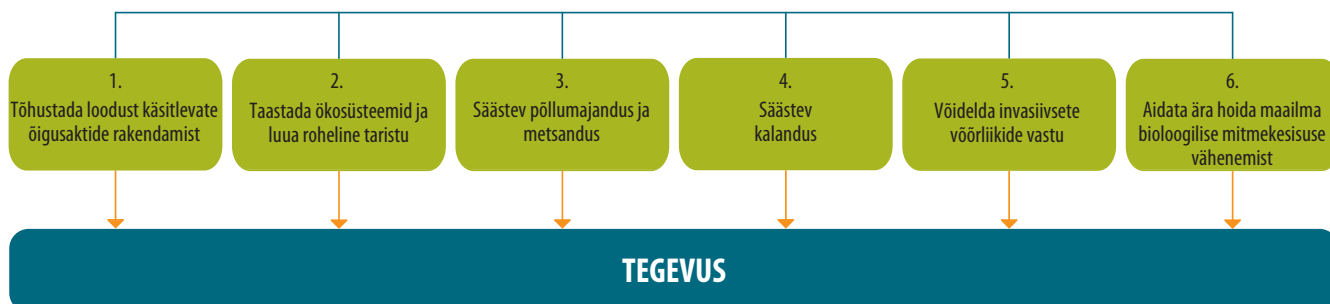 1.
Tõhustada loodust käsitlevate
õigusaktide rakendamist
2.
Taastada ökosüsteemid ja
luua roheline taristu
3.
Säästev põllumajandus ja
metsandus
4.
Säästev
kalandus
5.
Võidelda invasiivsete
võõrliikide vastu
6.
Aidata ära hoida maailma
bioloogilise mitmekesisuse
vähenemist
TEGEVUS